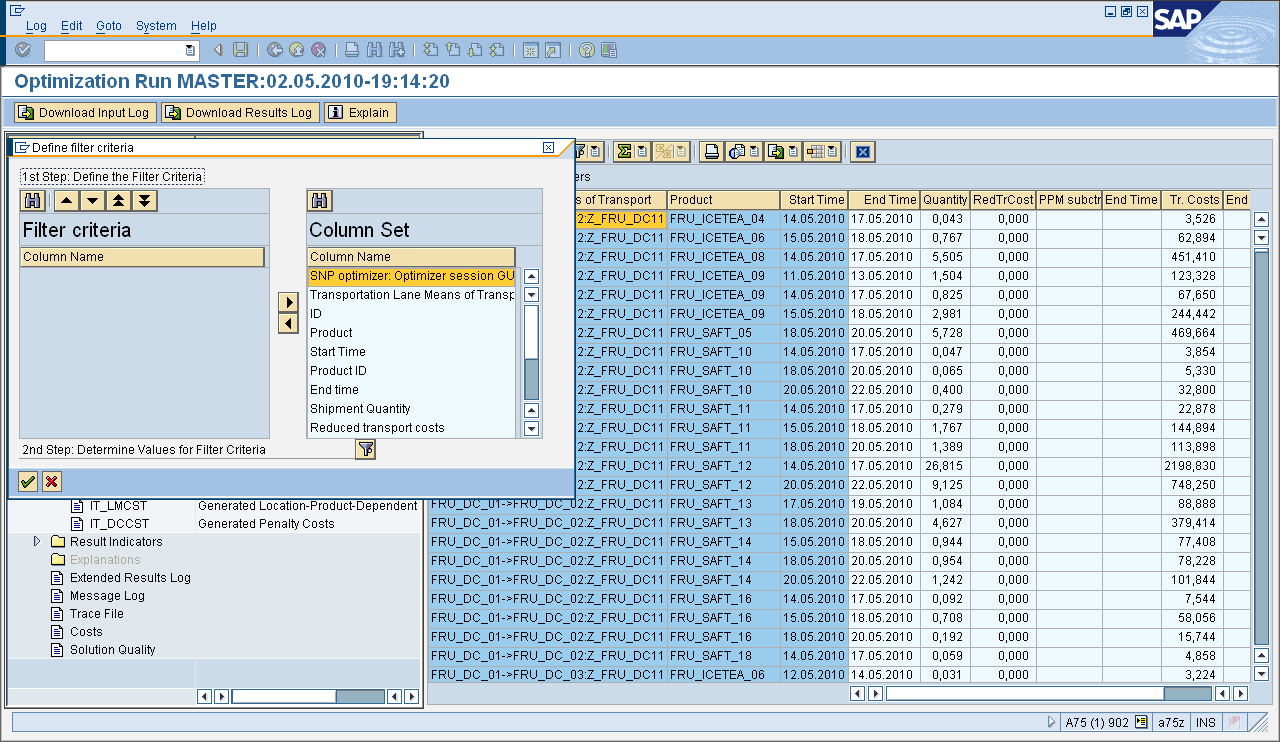 Log Edit Goto System Help
SAP
Optimization Run MASTER:02.05.2010-19:14:20
Download Input Log Download Results Log Explain
Define filter criteria
1st Step: Define the Filter Criteria
Filter criteria
Column Name
Column Set
Column Name
SNP optimizer: Optimizer session GU
Transportation Lane Means of Transp
ID
Product
Start Time
Product ID
End time
Shipment Quantity
Reduced transport costs
2nd Step: Determine Values for Filter Criteria
IT_LMCST Generated Location-Product-Dependent
IT_DCCST Generated Penalty Costs
Result Indicators
Explanations
Extended Results Log
Message Log
Trace File
Costs
Solution Quality
ers
s of Transport Product Start Time End Time Quantity RedTrCost PPM subctr End Time Tr. Costs End
2:Z_FRU_DC11 FRU_ICETEA_04 14.05.2010 17.05.2010 0,043 0,000 3,526
2:Z_FRU_DC11 FRU_ICETEA_06 15.05.2010 18.05.2010 0,767 0,000 62,894
2:Z_FRU_DC11 FRU_ICETEA_08 14.05.2010 17.05.2010 5,505 0,000 451,410
2:Z_FRU_DC11 FRU_ICETEA_09 11.05.2010 13.05.2010 1,504 0,000 123,328
2:Z_FRU_DC11 FRU_ICETEA_09 14.05.2010 17.05.2010 0,825 0,000 67,650
2:Z_FRU_DC11 FRU_ICETEA_09 15.05.2010 18.05.2010 2,981 0,000 244,442
2:Z_FRU_DC11 FRU_SAFT_05 18.05.2010 20.05.2010 5,728 0,000 469,664
2:Z_FRU_DC11 FRU_SAFT_10 14.05.2010 17.05.2010 0,047 0,000 3,854
2:Z_FRU_DC11 FRU_SAFT_10 18.05.2010 20.05.2010 0,065 0,000 5,330
2:Z_FRU_DC11 FRU_SAFT_10 20.05.2010 22.05.2010 0,400 0,000 32,800
2:Z_FRU_DC11 FRU_SAFT_11 14.05.2010 17.05.2010 0,279 0,000 22,878
2:Z_FRU_DC11 FRU_SAFT_11 15.05.2010 18.05.2010 1,767 0,000 144,894
2:Z_FRU_DC11 FRU_SAFT_11 18.05.2010 20.05.2010 1,389 0,000 113,898
2:Z_FRU_DC11 FRU_SAFT_12 14.05.2010 17.05.2010 26,815 0,000 2198,830
2:Z_FRU_DC11 FRU_SAFT_12 20.05.2010 22.05.2010 9,125 0,000 748,250
FRU_DC_01->FRU_DC_02:Z_FRU_DC11 FRU_SAFT_13 17.05.2010 19.05.2010 1,084 0,000 88,888
FRU_DC_01->FRU_DC_02:Z_FRU_DC11 FRU_SAFT_13 18.05.2010 20.05.2010 4,627 0,000 379,414
FRU_DC_01->FRU_DC_02:Z_FRU_DC11 FRU_SAFT_14 15.05.2010 18.05.2010 0,944 0,000 77,408
FRU_DC_01->FRU_DC_02:Z_FRU_DC11 FRU_SAFT_14 18.05.2010 20.05.2010 0,954 0,000 78,228
FRU_DC_01->FRU_DC_02:Z_FRU_DC11 FRU_SAFT_14 20.05.2010 22.05.2010 1,242 0,000 101,844
FRU_DC_01->FRU_DC_02:Z_FRU_DC11 FRU_SAFT_16 14.05.2010 17.05.2010 0,092 0,000 7,544
FRU_DC_01->FRU_DC_02:Z_FRU_DC11 FRU_SAFT_16 15.05.2010 18.05.2010 0,708 0,000 58,056
FRU_DC_01->FRU_DC_02:Z_FRU_DC11 FRU_SAFT_16 18.05.2010 20.05.2010 0,192 0,000 15,744
FRU_DC_01->FRU_DC_02:Z_FRU_DC11 FRU_SAFT_18 14.05.2010 17.05.2010 0,059 0,000 4,858
FRU_DC_01->FRU_DC_03:Z_FRU_DC11 FRU_ICETEA_06 12.05.2010 14.05.2010 0,031 0,000 3,224
A75 (1) 902 a75z INS